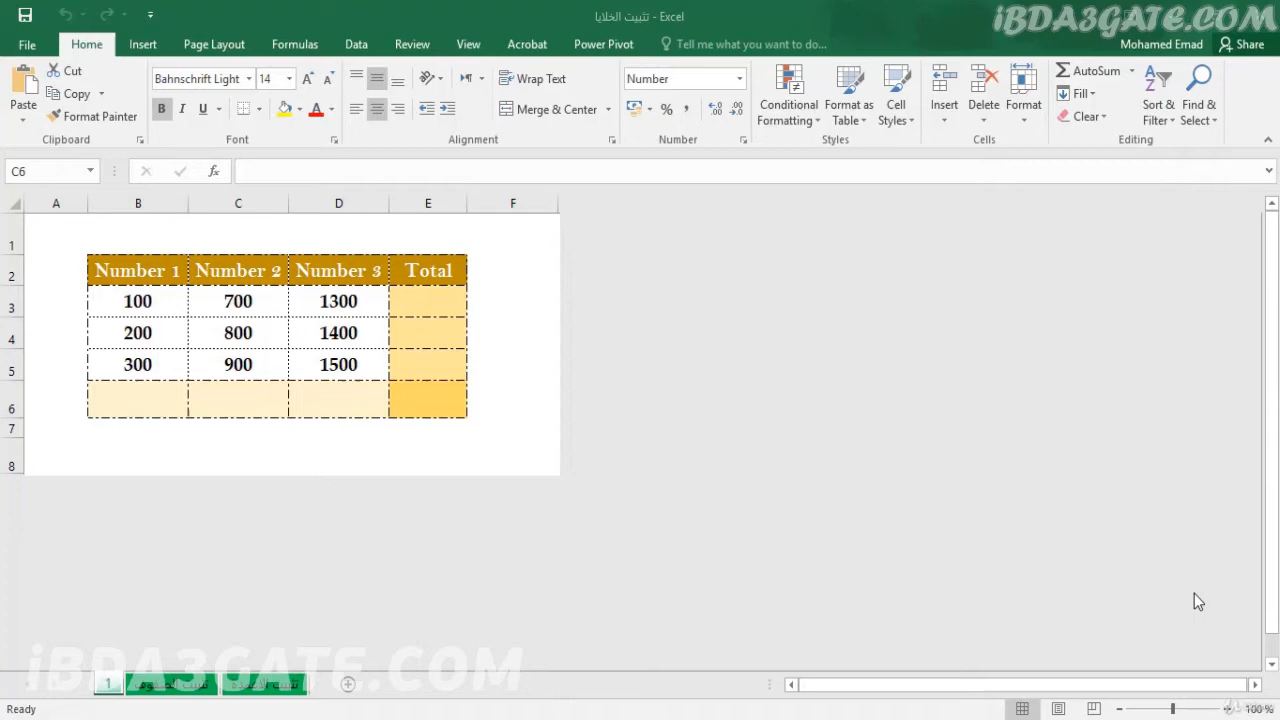 تثبيت الخلايا - Excel
iBDA3GATE.COM
File Home Insert Page Layout Formulas Data Review View Acrobat Power Pivot Tell me what you want to do... Mohamed Emad Share
Paste
Cut
Copy
Format Painter
Clipboard
Bahnschrift Light 14
B I U
Font
Wrap Text
Merge & Center
Alignment
Number
%
Number
Conditional Formatting
Format as Table
Cell Styles
Styles
Insert
Delete
Format
Cells
AutoSum
Fill
Clear
Sort & Filter
Find & Select
Editing
C6
fx
A B C D E F
1
2 Number 1 Number 2 Number 3 Total
3 100 700 1300
4 200 800 1400
5 300 900 1500
6
7
8
iBDA3GATE.COM
1 تثبيت الصفوف تثبيت الاعمدة
Ready
100 %